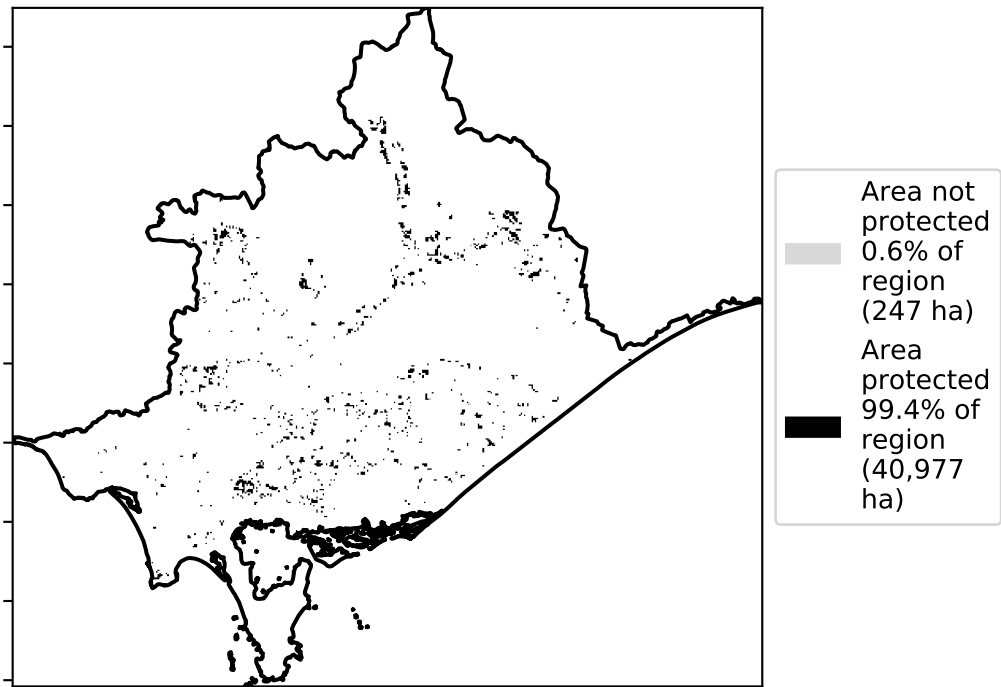 Area not
protected
0.6% of
region
(247 ha)
Area
protected
99.4% of
region
(40,977
ha)